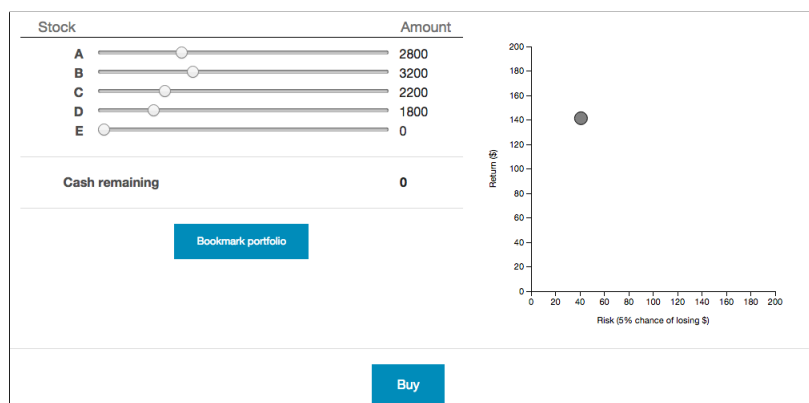 Stock Amount
A 2800
B 3200
C 2200
D 1800
E 0
Cash remaining 0
Bookmark portfolio
Return ($)
200
180
160
140
120
100
80
60
40
20
0
0 20 40 60 80 100 120 140 160 180 200
Risk (5% chance of losing $)
Buy